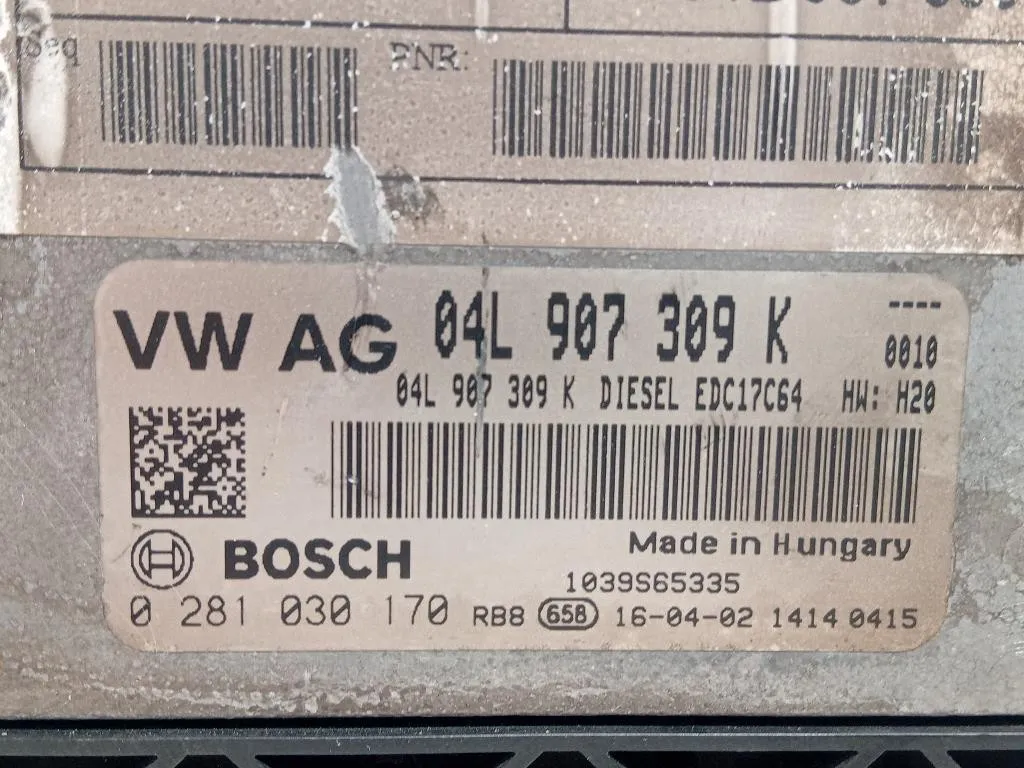 Seq
PNR:
VW AG 04L 907 309 K ----
0010
04L 907 309 K DIESEL EDC17C64 HW: H20
BOSCH
Made in Hungary
1039S65335
0 281 030 170 RB8 658 16-04-02 1414 0415